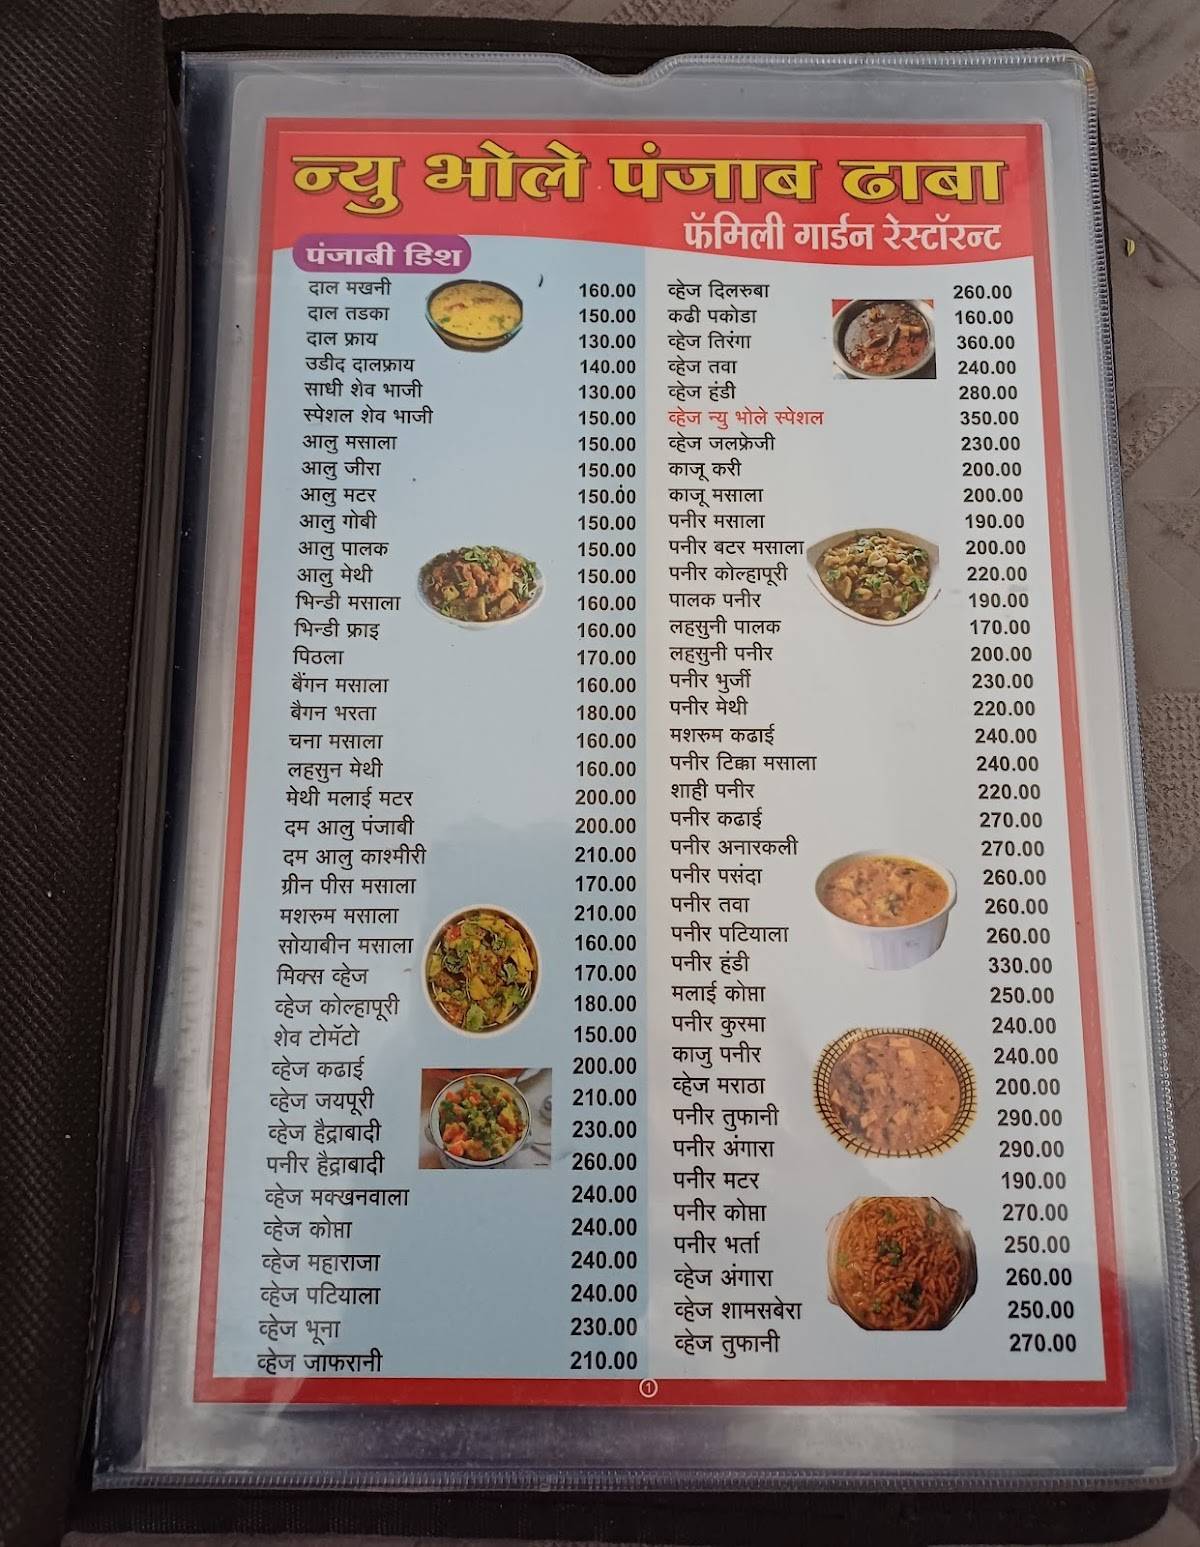 न्यु भोले पंजाब ढाबा
फॅमिली गार्डन रेस्टॉरन्ट
पंजाबी डिश
दाल मखनी 160.00
दाल तडका 150.00
दाल फ्राय 130.00
उडीद दालफ्राय 140.00
साधी शेव भाजी 130.00
स्पेशल शेव भाजी 150.00
आलु मसाला 150.00
आलु जीरा 150.00
आलु मटर 150.00
आलु गोबी 150.00
आलु पालक 150.00
आलु मेथी 150.00
भिन्डी मसाला 160.00
भिन्डी फ्राइ 160.00
पिठला 170.00
बैंगन मसाला 160.00
बैगन भरता 180.00
चना मसाला 160.00
लहसुन मेथी 160.00
मेथी मलाई मटर 200.00
दम आलु पंजाबी 200.00
दम आलु काश्मीरी 210.00
ग्रीन पीस मसाला 170.00
मशरुम मसाला 210.00
सोयाबीन मसाला 160.00
मिक्स व्हेज 170.00
व्हेज कोल्हापूरी 180.00
शेव टोमॅटो 150.00
व्हेज कढाई 200.00
व्हेज जयपूरी 210.00
व्हेज हैद्राबादी 230.00
पनीर हैद्राबादी 260.00
व्हेज मक्खनवाला 240.00
व्हेज कोप्ता 240.00
व्हेज महाराजा 240.00
व्हेज पटियाला 240.00
व्हेज भूना 230.00
व्हेज जाफरानी 210.00
व्हेज दिलरुबा 260.00
कढी पकोडा 160.00
व्हेज तिरंगा 360.00
व्हेज तवा 240.00
व्हेज हंडी 280.00
व्हेज न्यु भोले स्पेशल 350.00
व्हेज जलफ्रेजी 230.00
काजू करी 200.00
काजू मसाला 200.00
पनीर मसाला 190.00
पनीर बटर मसाला 200.00
पनीर कोल्हापूरी 220.00
पालक पनीर 190.00
लहसुनी पालक 170.00
लहसुनी पनीर 200.00
पनीर भुर्जी 230.00
पनीर मेथी 220.00
मशरुम कढाई 240.00
पनीर टिक्का मसाला 240.00
शाही पनीर 220.00
पनीर कढाई 270.00
पनीर अनारकली 270.00
पनीर पसंदा 260.00
पनीर तवा 260.00
पनीर पटियाला 260.00
पनीर हंडी 330.00
मलाई कोप्ता 250.00
पनीर कुरमा 240.00
काजु पनीर 240.00
व्हेज मराठा 200.00
पनीर तुफानी 290.00
पनीर अंगारा 290.00
पनीर मटर 190.00
पनीर कोप्ता 270.00
पनीर भर्ता 250.00
व्हेज अंगारा 260.00
व्हेज शामसबेरा 250.00
व्हेज तुफानी 270.00
1